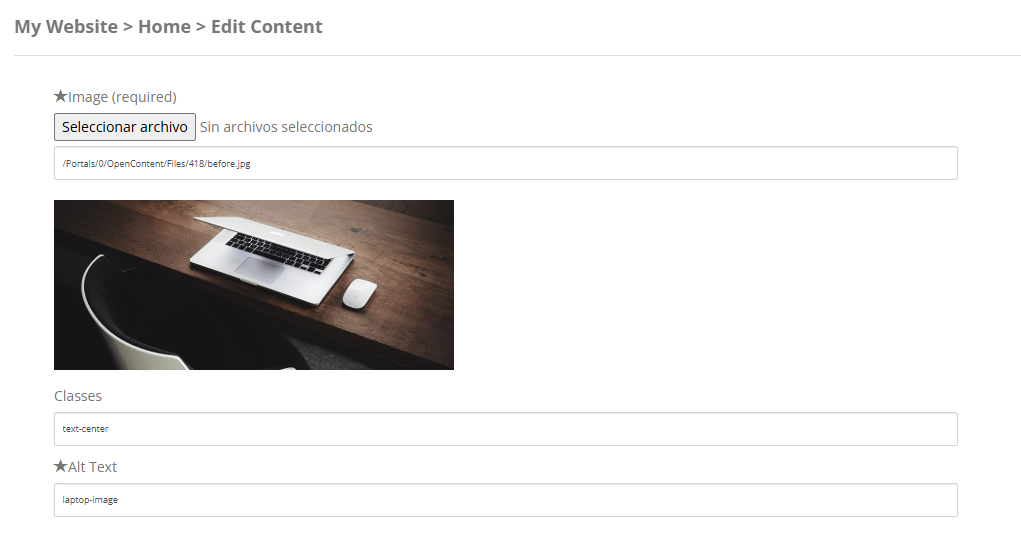 My Website > Home > Edit Content
★Image (required)
Seleccionar archivo Sin archivos seleccionados
/Portals/0/OpenContent/Files/418/before.jpg
Classes
text-center
★Alt Text
laptop-image